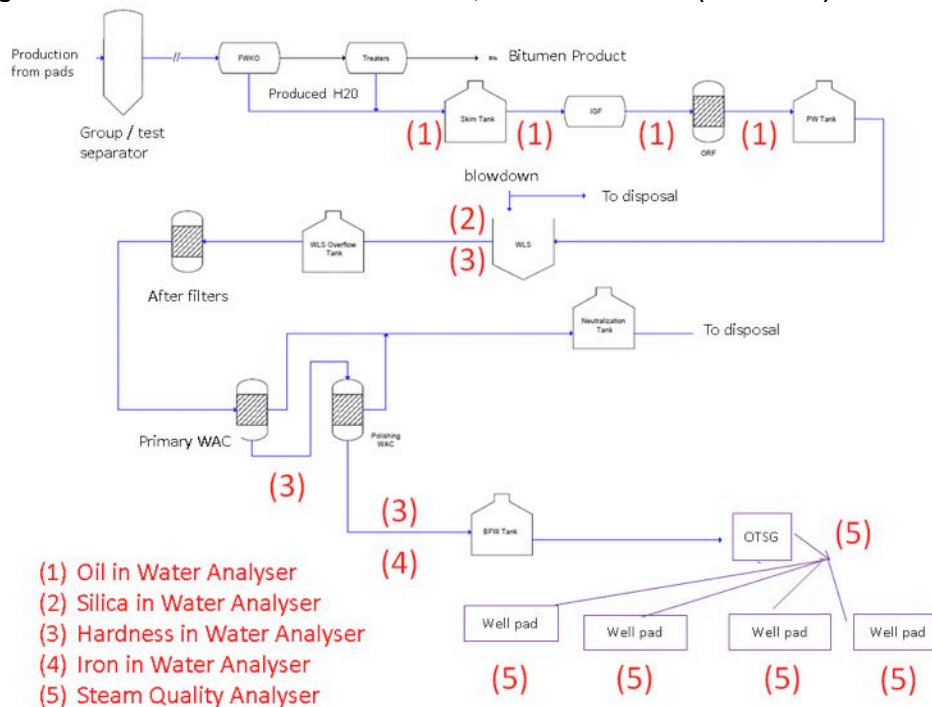 Production
from pads
//
FWKO
Treaters
Bitumen Product
Produced H20
Group / test
separator
(1)
Skim Tank
(1)
IGF
(1)
ORF
(1)
PW Tank
blowdown
To disposal
(2)
(3)
WLS
WLS Overflow
Tank
After filters
Neutralization
Tank
To disposal
Primary WAC
Polishing
WAC
(3)
(3)
(4)
BFW Tank
OTSG
(5)
Well pad
Well pad
Well pad
Well pad
(5)
(5)
(5)
(5)
(1) Oil in Water Analyser
(2) Silica in Water Analyser
(3) Hardness in Water Analyser
(4) Iron in Water Analyser
(5) Steam Quality Analyser